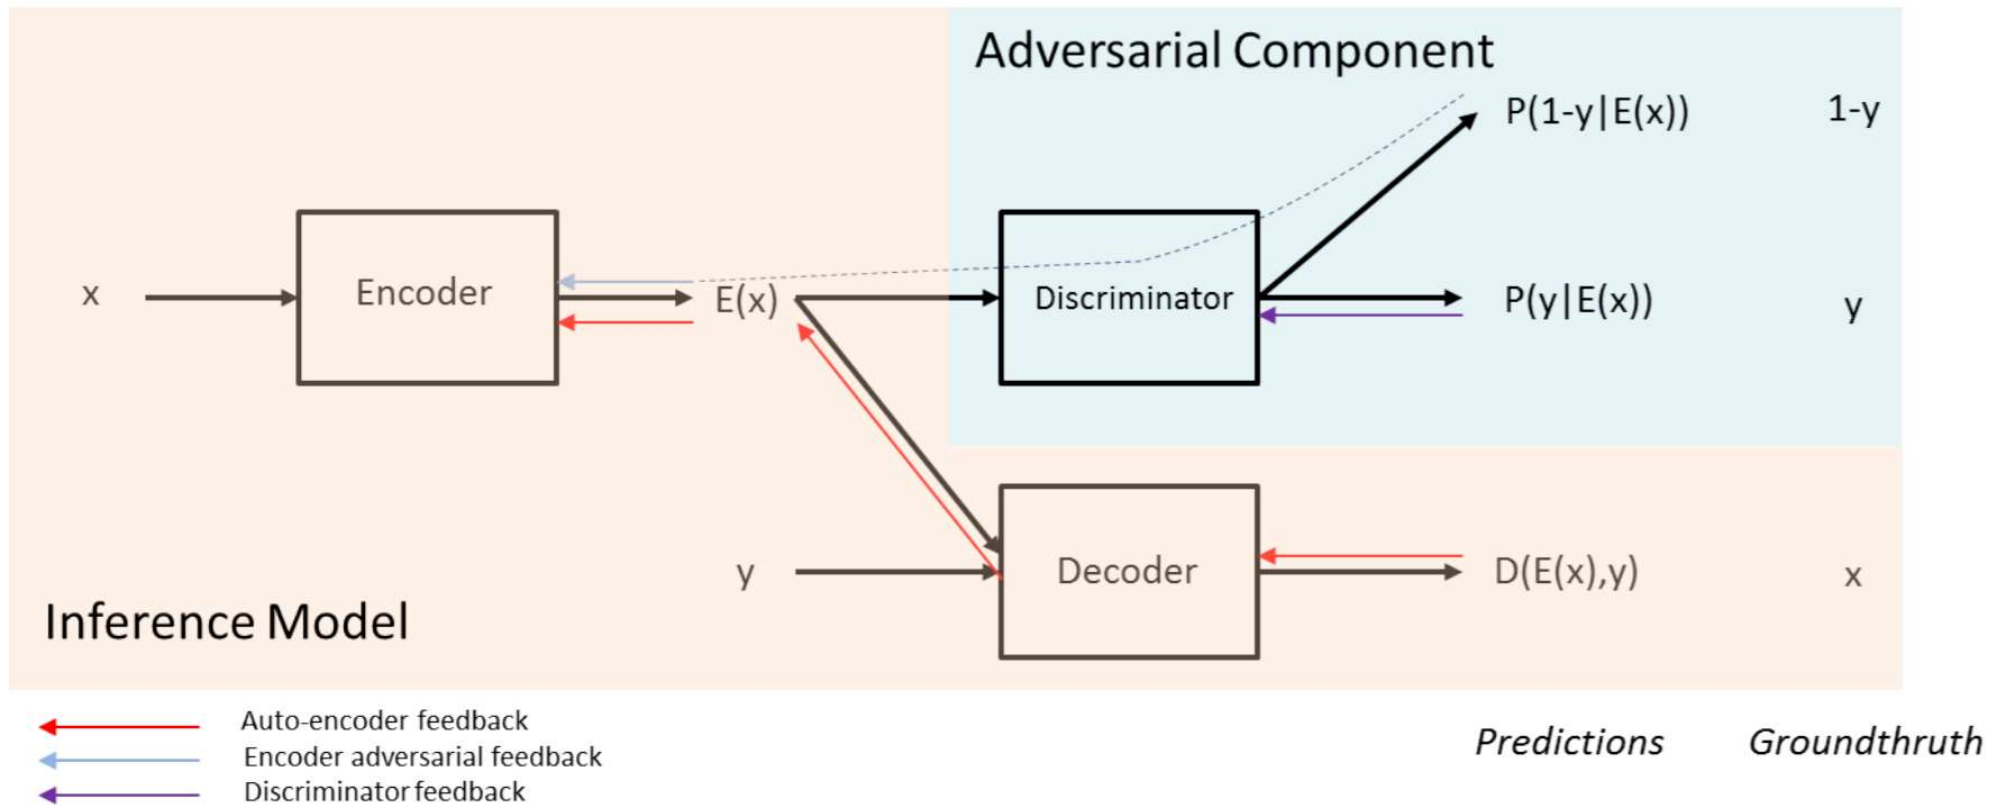 Adversarial Component
P(1-y|E(x))
1-y
x
Encoder
E(x)
Discriminator
P(y|E(x))
y
y
Decoder
D(E(x),y)
x
Inference Model
Auto-encoder feedback
Encoder adversarial feedback
Discriminator feedback
Predictions
Groundthruth